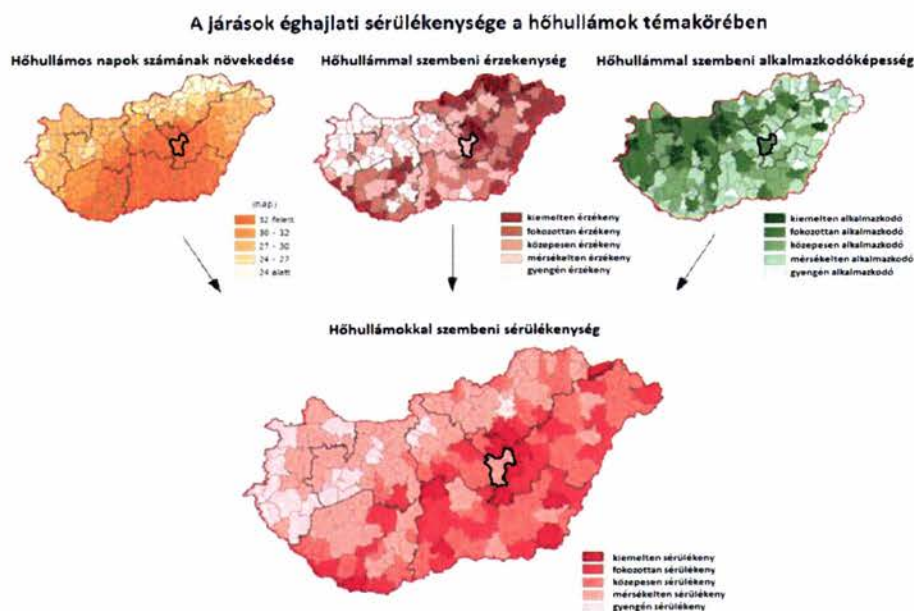 A járások éghajlati sérülékenysége a hőhullámok témakörében
Hőhullámos napok számának növekedése
Hőhullámmal szembeni érzekenység
Hőhullámmal szembeni alkalmazkodóképesség
(nap)
32 felett
30 - 32
27 - 30
24 - 27
24 alatt
kiemelten érzékeny
fokozottan érzékeny
közepesen érzékeny
mérsékelten érzékeny
gyengén érzékeny
kiemelten alkalmazkodó
fokozottan alkalmazkodó
közepesen alkalmazkodó
mérsékelten alkalmazkodó
gyengén alkalmazkodó
Hőhullámokkal szembeni sérülékenység
kiemelten sérülékeny
fokozottan sérülékeny
közepesen sérülékeny
mérsékelten sérülékeny
gyengén sérülékeny